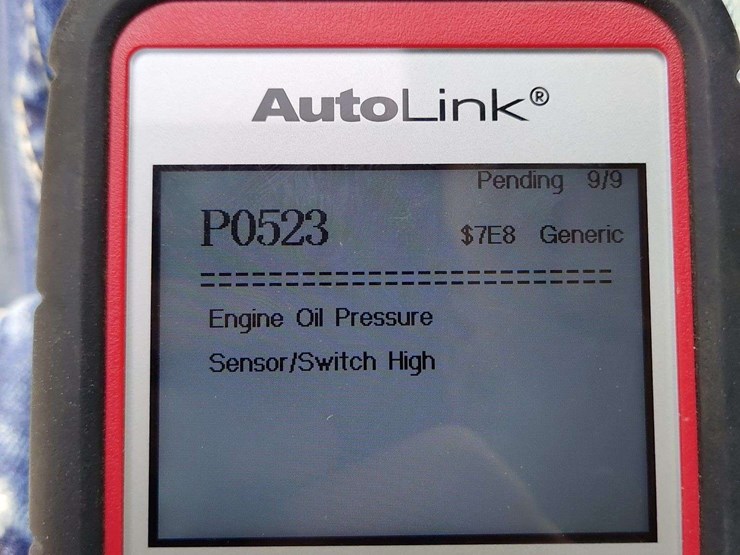 AutoLink®
Pending 9/9
P0523 $7E8 Generic
==========================
Engine Oil Pressure
Sensor/Switch High